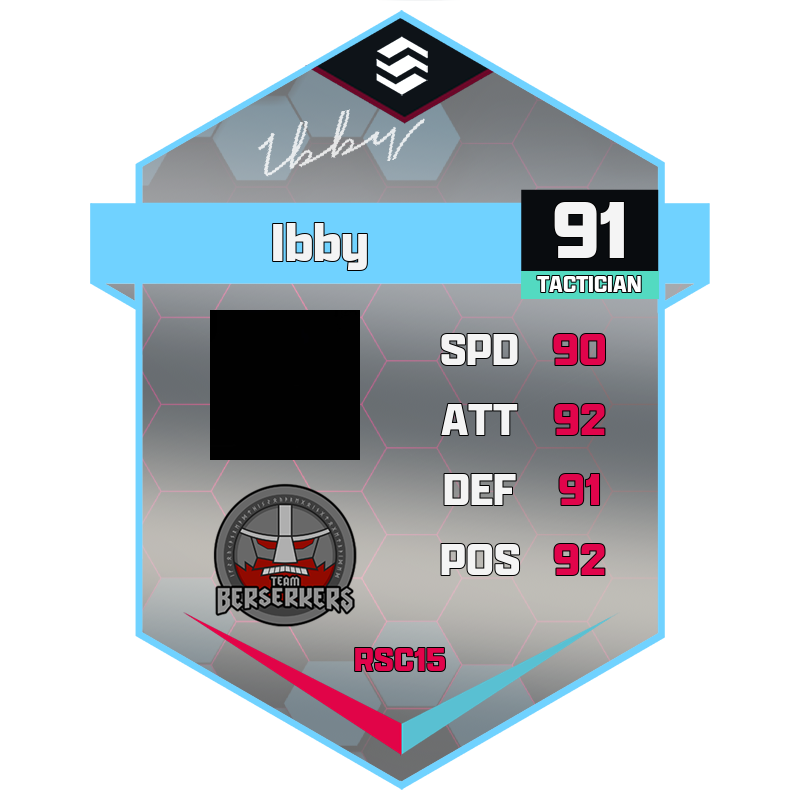 Ibby
Ibby 91
TACTICIAN
SPD 90
ATT 92
DEF 91
POS 92
TEAM
BERSERKERS
RSC15